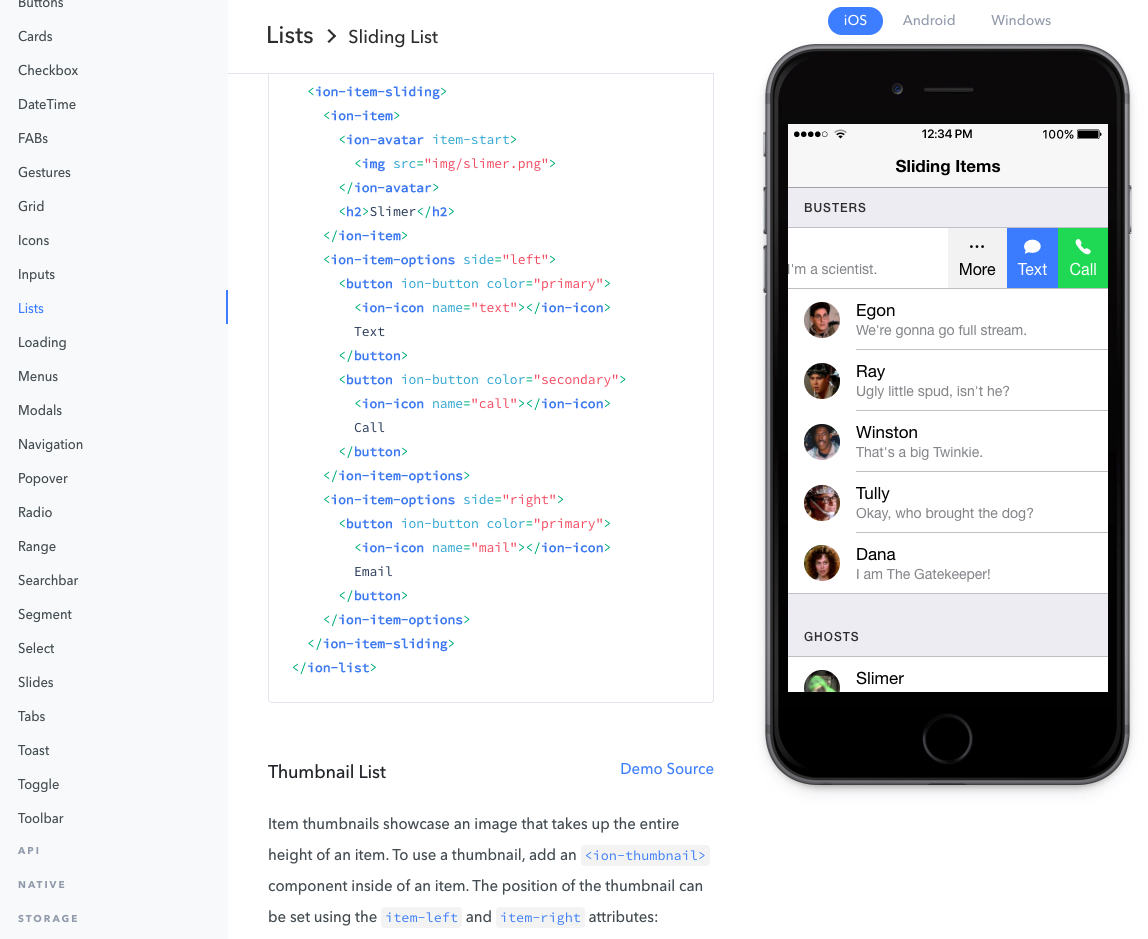 Buttons
Cards
Checkbox
DateTime
FABs
Gestures
Grid
Icons
Inputs
Lists
Loading
Menus
Modals
Navigation
Popover
Radio
Range
Searchbar
Segment
Select
Slides
Tabs
Toast
Toggle
Toolbar
API
NATIVE
STORAGE
Lists > Sliding List
<ion-item-sliding>
<ion-item>
<ion-avatar item-start>
<img src="img/slimer.png">
</ion-avatar>
<h2>Slimer</h2>
</ion-item>
<ion-item-options side="left">
<button ion-button color="primary">
<ion-icon name="text"></ion-icon>
Text
</button>
<button ion-button color="secondary">
<ion-icon name="call"></ion-icon>
Call
</button>
</ion-item-options>
<ion-item-options side="right">
<button ion-button color="primary">
<ion-icon name="mail"></ion-icon>
Email
</button>
</ion-item-options>
</ion-item-sliding>
</ion-list>
Thumbnail List
Demo Source
Item thumbnails showcase an image that takes up the entire
height of an item. To use a thumbnail, add an <ion-thumbnail>
component inside of an item. The position of the thumbnail can
be set using the item-left and item-right attributes:
iOS Android Windows
12:34 PM 100%
Sliding Items
BUSTERS
I'm a scientist.
More Text Call
Egon
We're gonna go full stream.
Ray
Ugly little spud, isn't he?
Winston
That's a big Twinkie.
Tully
Okay, who brought the dog?
Dana
I am The Gatekeeper!
GHOSTS
Slimer